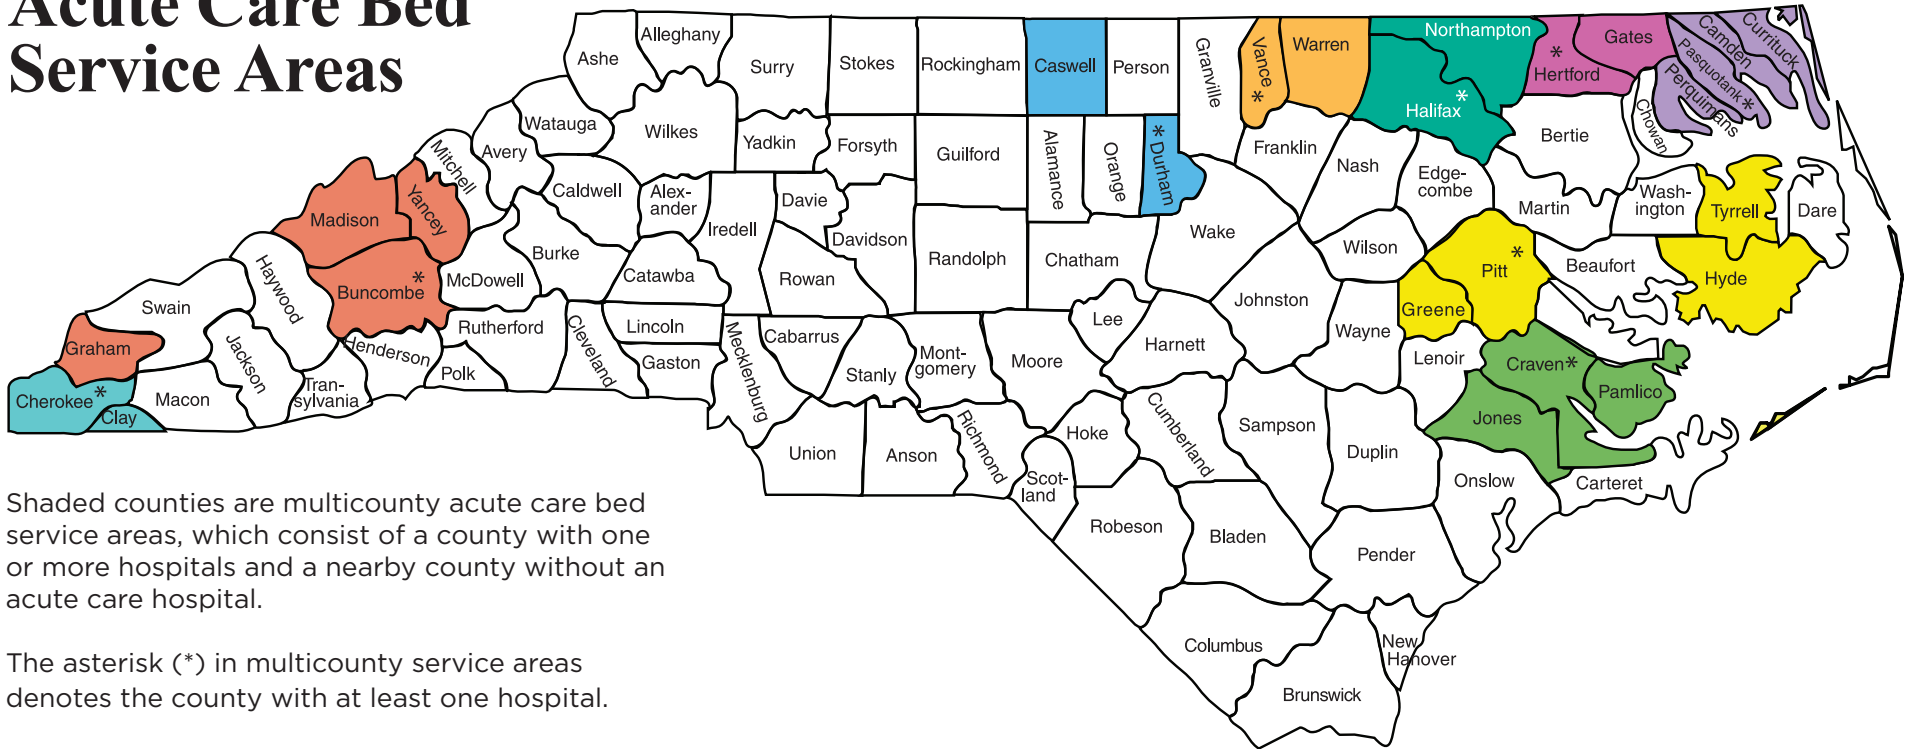 Acute Care Bed
Service Areas
Alleghany
Ashe
Surry
Stokes
Rockingham
Caswell
Person
Granville
Vance
*
Warren
Northampton
Halifax
*
Hertford
*
Gates
Currituck
Camden
Pasquotank*
Perquimans
Chowan
Bertie
Watauga
Wilkes
Yadkin
Forsyth
Guilford
Alamance
Orange
* Durham
Franklin
Nash
Edge-
combe
Martin
Wash-
ington
Tyrrell
Dare
Mitchell
Avery
Caldwell
Alex-
ander
Iredell
Davie
Davidson
Randolph
Chatham
Wake
Wilson
Pitt
*
Beaufort
Hyde
Madison
Yancey
Buncombe
*
McDowell
Burke
Catawba
Rowan
Lee
Johnston
Greene
Wayne
Lenoir
Craven*
Pamlico
Jones
Haywood
Swain
Graham
Cherokee*
Clay
Macon
Jackson
Tran-
sylvania
Henderson
Polk
Rutherford
Cleveland
Lincoln
Gaston
Mecklenburg
Cabarrus
Stanly
Mont-
gomery
Moore
Harnett
Union
Anson
Richmond
Scot-
land
Hoke
Cumberland
Sampson
Duplin
Onslow
Carteret
Robeson
Bladen
Pender
Columbus
New
Hanover
Brunswick
Shaded counties are multicounty acute care bed
service areas, which consist of a county with one
or more hospitals and a nearby county without an
acute care hospital.
The asterisk (*) in multicounty service areas
denotes the county with at least one hospital.